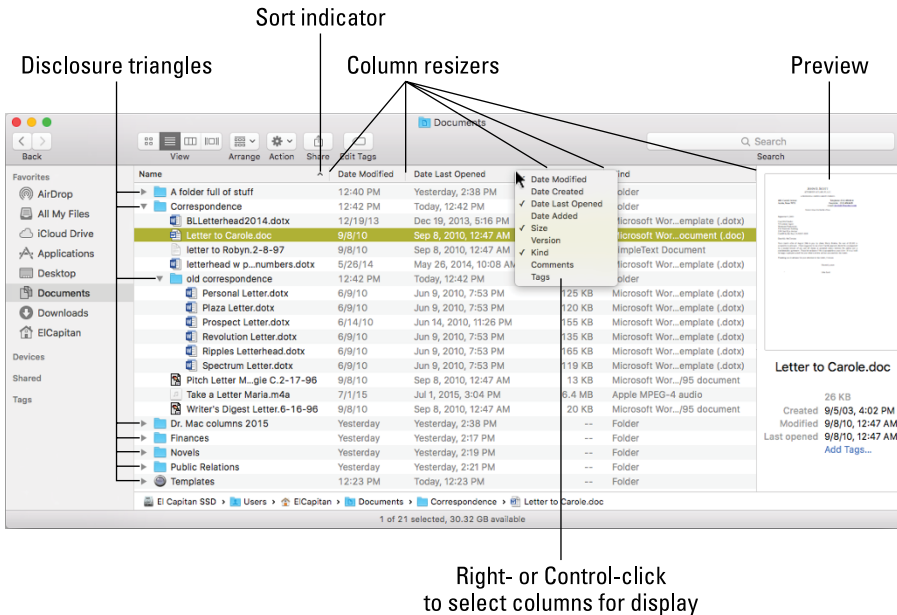 Sort indicator
Disclosure triangles
Column resizers
Preview
Documents
Search
Back
View
Arrange
Action
Share
Edit Tags
Search
Favorites
AirDrop
All My Files
iCloud Drive
Applications
Desktop
Documents
Downloads
ElCapitan
Devices
Shared
Tags
Name Date Modified Date Last Opened ind
A folder full of stuff 12:40 PM Yesterday, 2:38 PM older
Correspondence 12:42 PM Today, 12:42 PM older
BLLetterhead2014.dotx 12/19/13 Dec 19, 2013, 5:16 PM icrosoft Wor...emplate (.dotx)
Letter to Carole.doc 9/8/10 Sep 8, 2010, 12:47 AM icrosoft Wor...ocument (.doc)
letter to Robyn.2-8-97 9/8/10 Sep 8, 2010, 12:47 AM impleText Document
letterhead w p...numbers.dotx 5/26/14 May 26, 2014, 10:08 AM icrosoft Wor...emplate (.dotx)
old correspondence 12:42 PM Today, 12:42 PM older
Personal Letter.dotx 6/9/10 Jun 9, 2010, 7:53 PM 125 KB Microsoft Wor...emplate (.dotx)
Plaza Letter.dotx 6/9/10 Jun 9, 2010, 7:53 PM 120 KB Microsoft Wor...emplate (.dotx)
Prospect Letter.dotx 6/14/10 Jun 14, 2010, 11:26 PM 155 KB Microsoft Wor...emplate (.dotx)
Revolution Letter.dotx 6/9/10 Jun 9, 2010, 7:53 PM 135 KB Microsoft Wor...emplate (.dotx)
Ripples Letterhead.dotx 6/9/10 Jun 9, 2010, 7:53 PM 165 KB Microsoft Wor...emplate (.dotx)
Spectrum Letter.dotx 6/9/10 Jun 9, 2010, 7:53 PM 119 KB Microsoft Wor...emplate (.dotx)
Pitch Letter M...gie C.2-17-96 9/8/10 Sep 8, 2010, 12:47 AM 13 KB Microsoft Wor.../95 document
Take a Letter Maria.m4a 7/1/15 Jul 1, 2015, 3:04 PM 6.4 MB Apple MPEG-4 audio
Writer's Digest Letter.6-16-96 9/8/10 Sep 8, 2010, 12:47 AM 20 KB Microsoft Wor.../95 document
Dr. Mac columns 2015 Yesterday Yesterday, 2:38 PM -- Folder
Finances Yesterday Yesterday, 2:17 PM -- Folder
Novels Yesterday Yesterday, 2:19 PM -- Folder
Public Relations Yesterday Yesterday, 2:21 PM -- Folder
Templates 12:23 PM Today, 12:23 PM -- Folder
✓ Date Modified
Date Created
✓ Date Last Opened
Date Added
✓ Size
Version
✓ Kind
Comments
Tags
Letter to Carole.doc
26 KB
Created 9/5/03, 4:02 PM
Modified 9/8/10, 12:47 AM
Last opened 9/8/10, 12:47 AM
Add Tags...
El Capitan SSD › Users › ElCapitan › Documents › Correspondence › Letter to Carole.doc
1 of 21 selected, 30.32 GB available
Right- or Control-click
to select columns for display